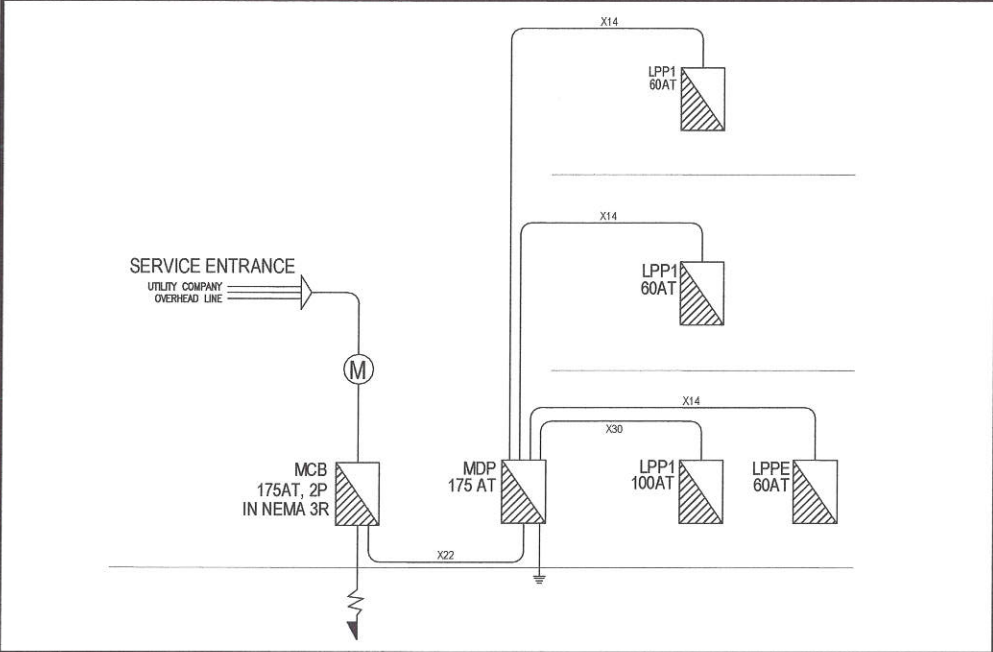 X14
LPP1
60AT
X14
SERVICE ENTRANCE
UTILITY COMPANY
OVERHEAD LINE
LPP1
60AT
M
X14
X30
MCB
175AT, 2P
IN NEMA 3R
MDP
175 AT
LPP1
100AT
LPPE
60AT
X22